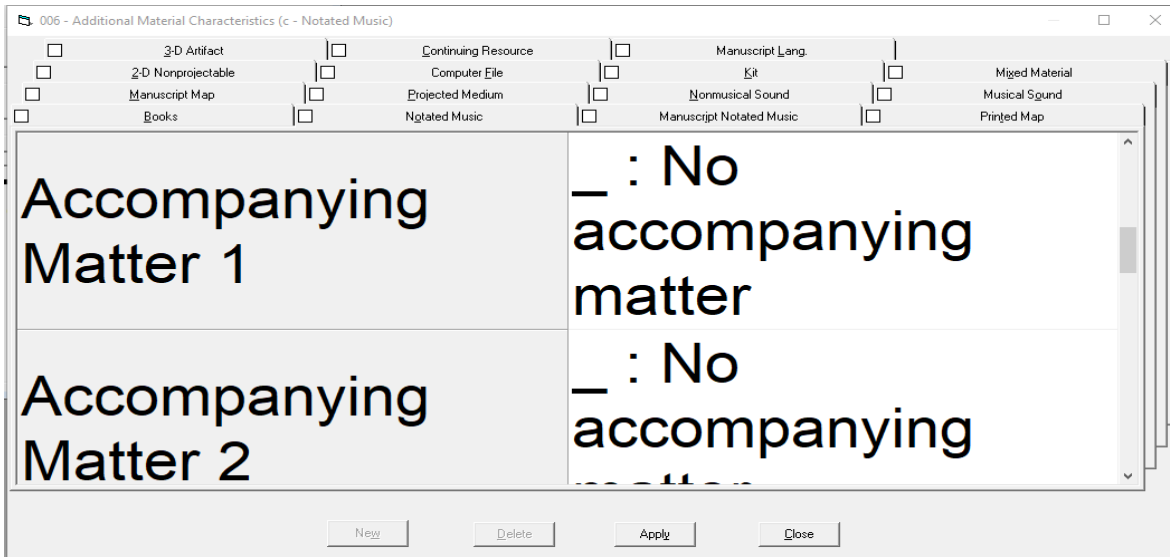 006 - Additional Material Characteristics (c - Notated Music)
3-D Artifact Continuing Resource Manuscript Lang.
2-D Nonprojectable Computer File Kit Mixed Material
Manuscript Map Projected Medium Nonmusical Sound Musical Sound
Books Notated Music Manuscript Notated Music Printed Map
Accompanying
Matter 1
_ : No
accompanying
matter
Accompanying
Matter 2
_ : No
accompanying
matter
New Delete Apply Close